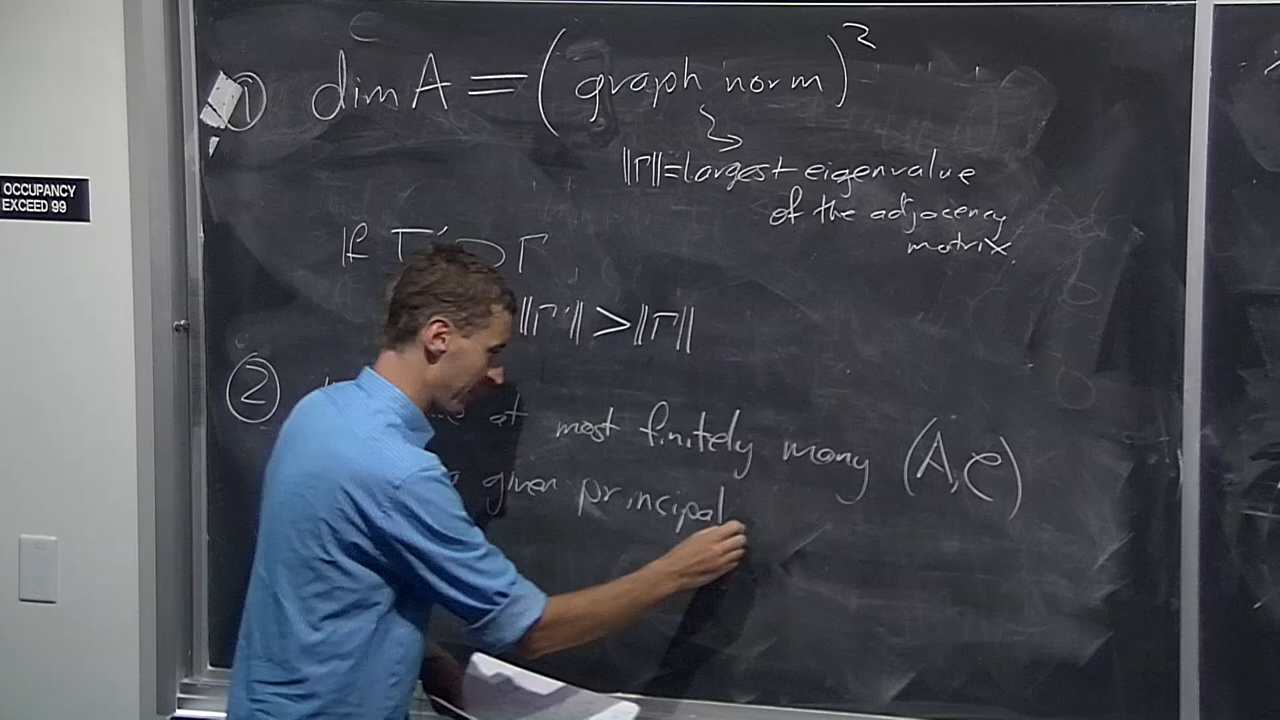 OCCUPANCY
EXCEED 99
① dim A = (graph norm)²
||Γ|| = largest eigenvalue
of the adjacency
matrix.
If Γ' ⊃ Γ,
||Γ'|| > ||Γ||
② at most finitely many (A, C)
given principal